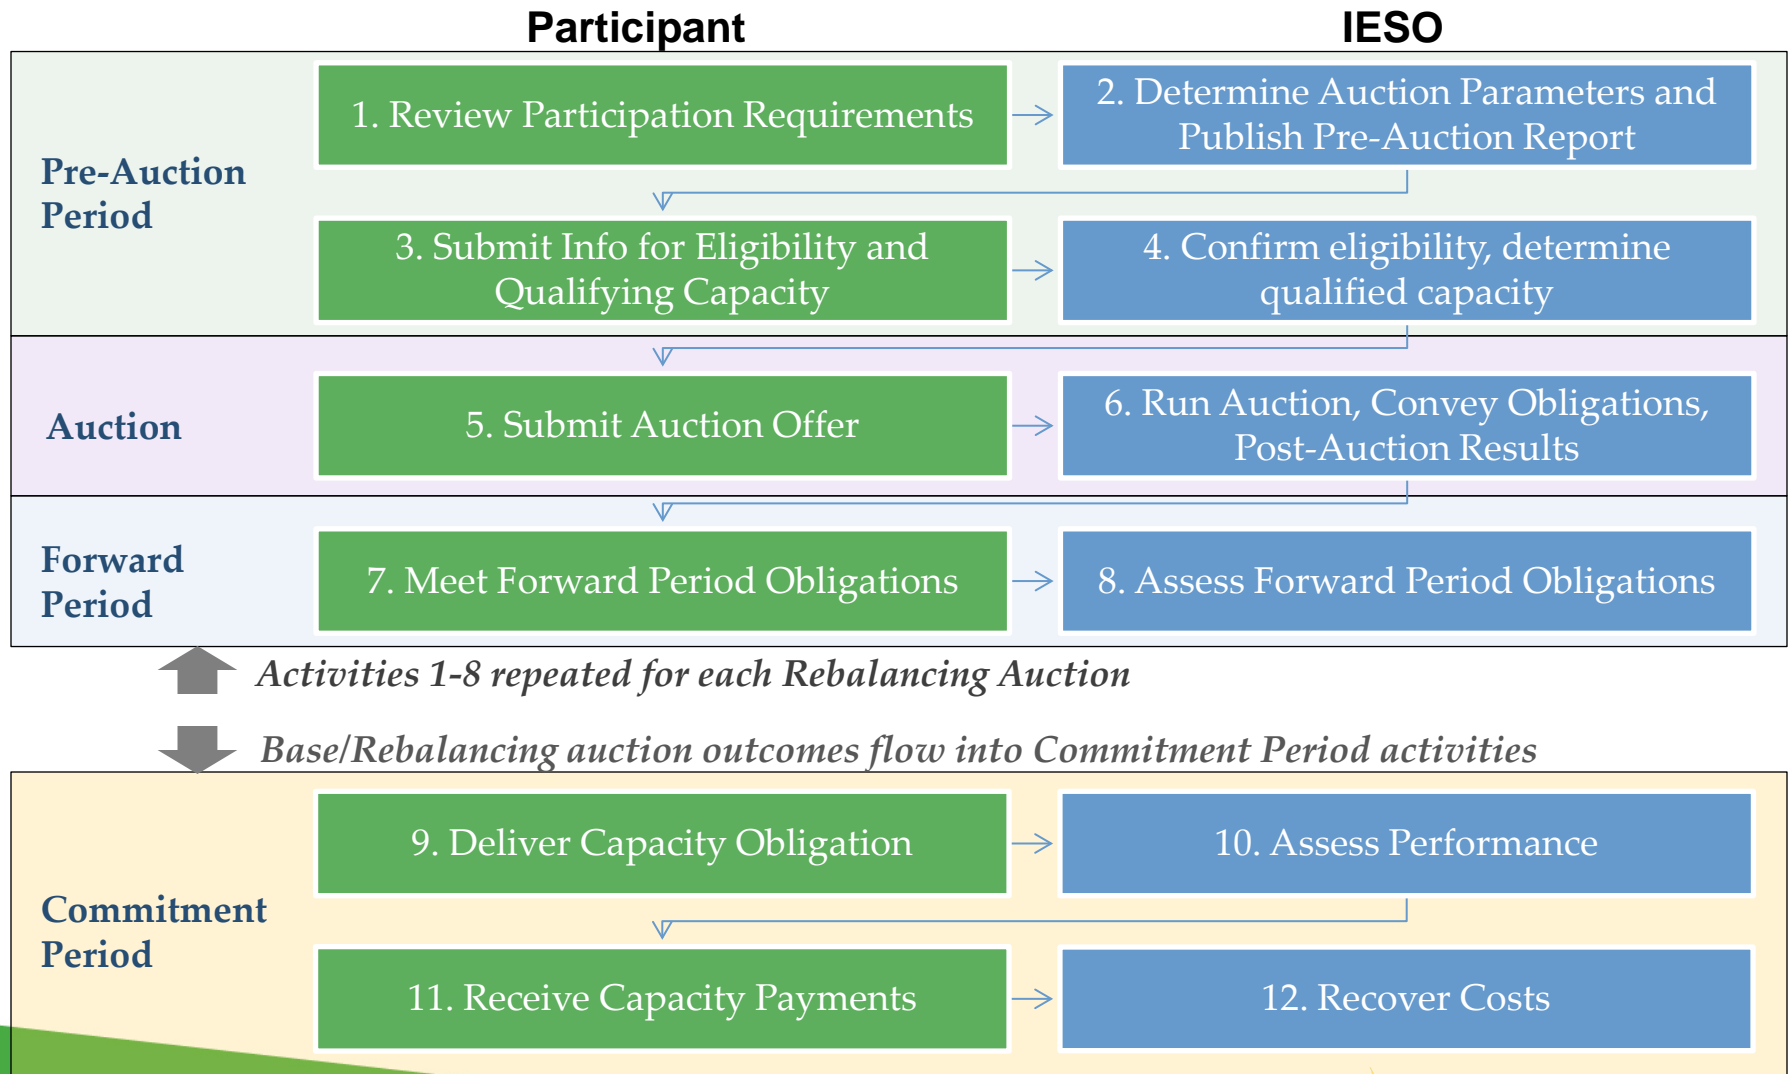 Participant
IESO
Pre-Auction
Period
1. Review Participation Requirements
2. Determine Auction Parameters and
Publish Pre-Auction Report
3. Submit Info for Eligibility and
Qualifying Capacity
4. Confirm eligibility, determine
qualified capacity
Auction
5. Submit Auction Offer
6. Run Auction, Convey Obligations,
Post-Auction Results
Forward
Period
7. Meet Forward Period Obligations
8. Assess Forward Period Obligations
Activities 1-8 repeated for each Rebalancing Auction
Base/Rebalancing auction outcomes flow into Commitment Period activities
Commitment
Period
9. Deliver Capacity Obligation
10. Assess Performance
11. Receive Capacity Payments
12. Recover Costs